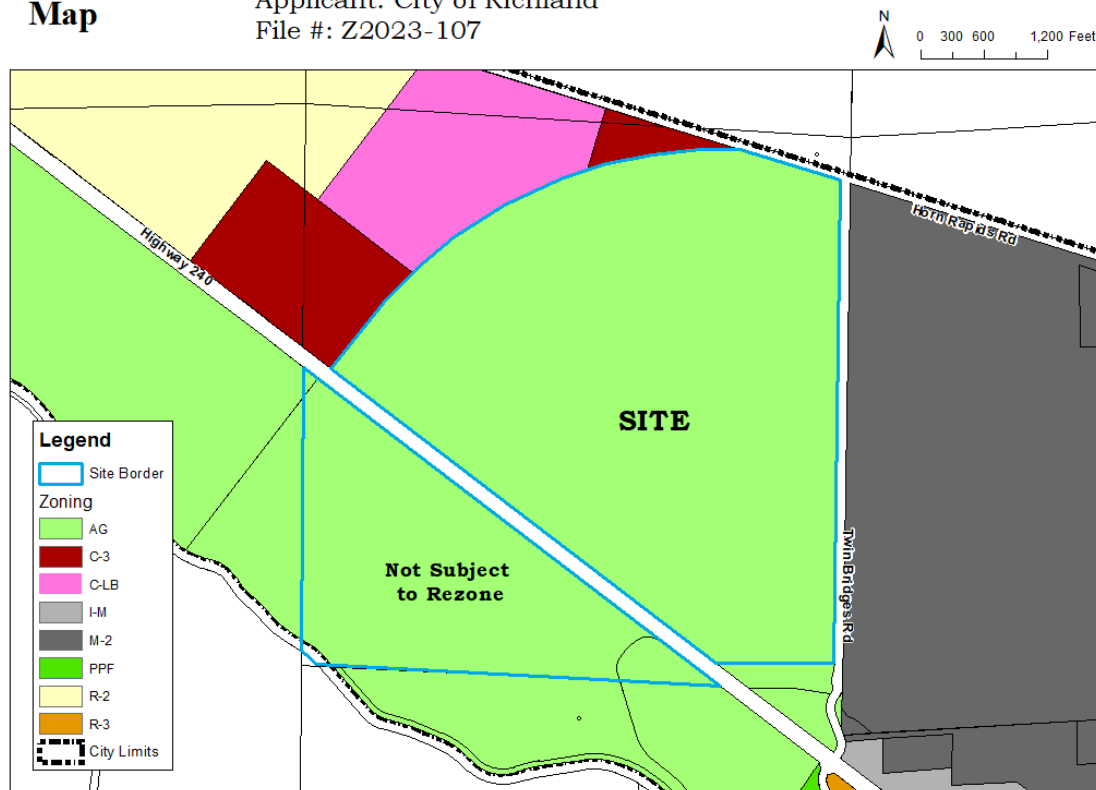 Map
Applicant: City of Richland
File #: Z2023-107
N
0 300 600 1,200 Feet
Horn Rapids Rd
Highway 240
SITE
Legend
Site Border
Zoning
AG
C-3
C-LB
I-M
M-2
PPF
R-2
R-3
City Limits
Not Subject
to Rezone
Twin Bridges Rd